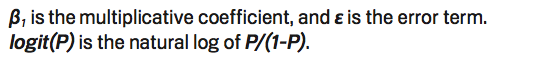 β₁ is the multiplicative coefficient, and ε is the error term.
logit(P) is the natural log of P/(1-P).